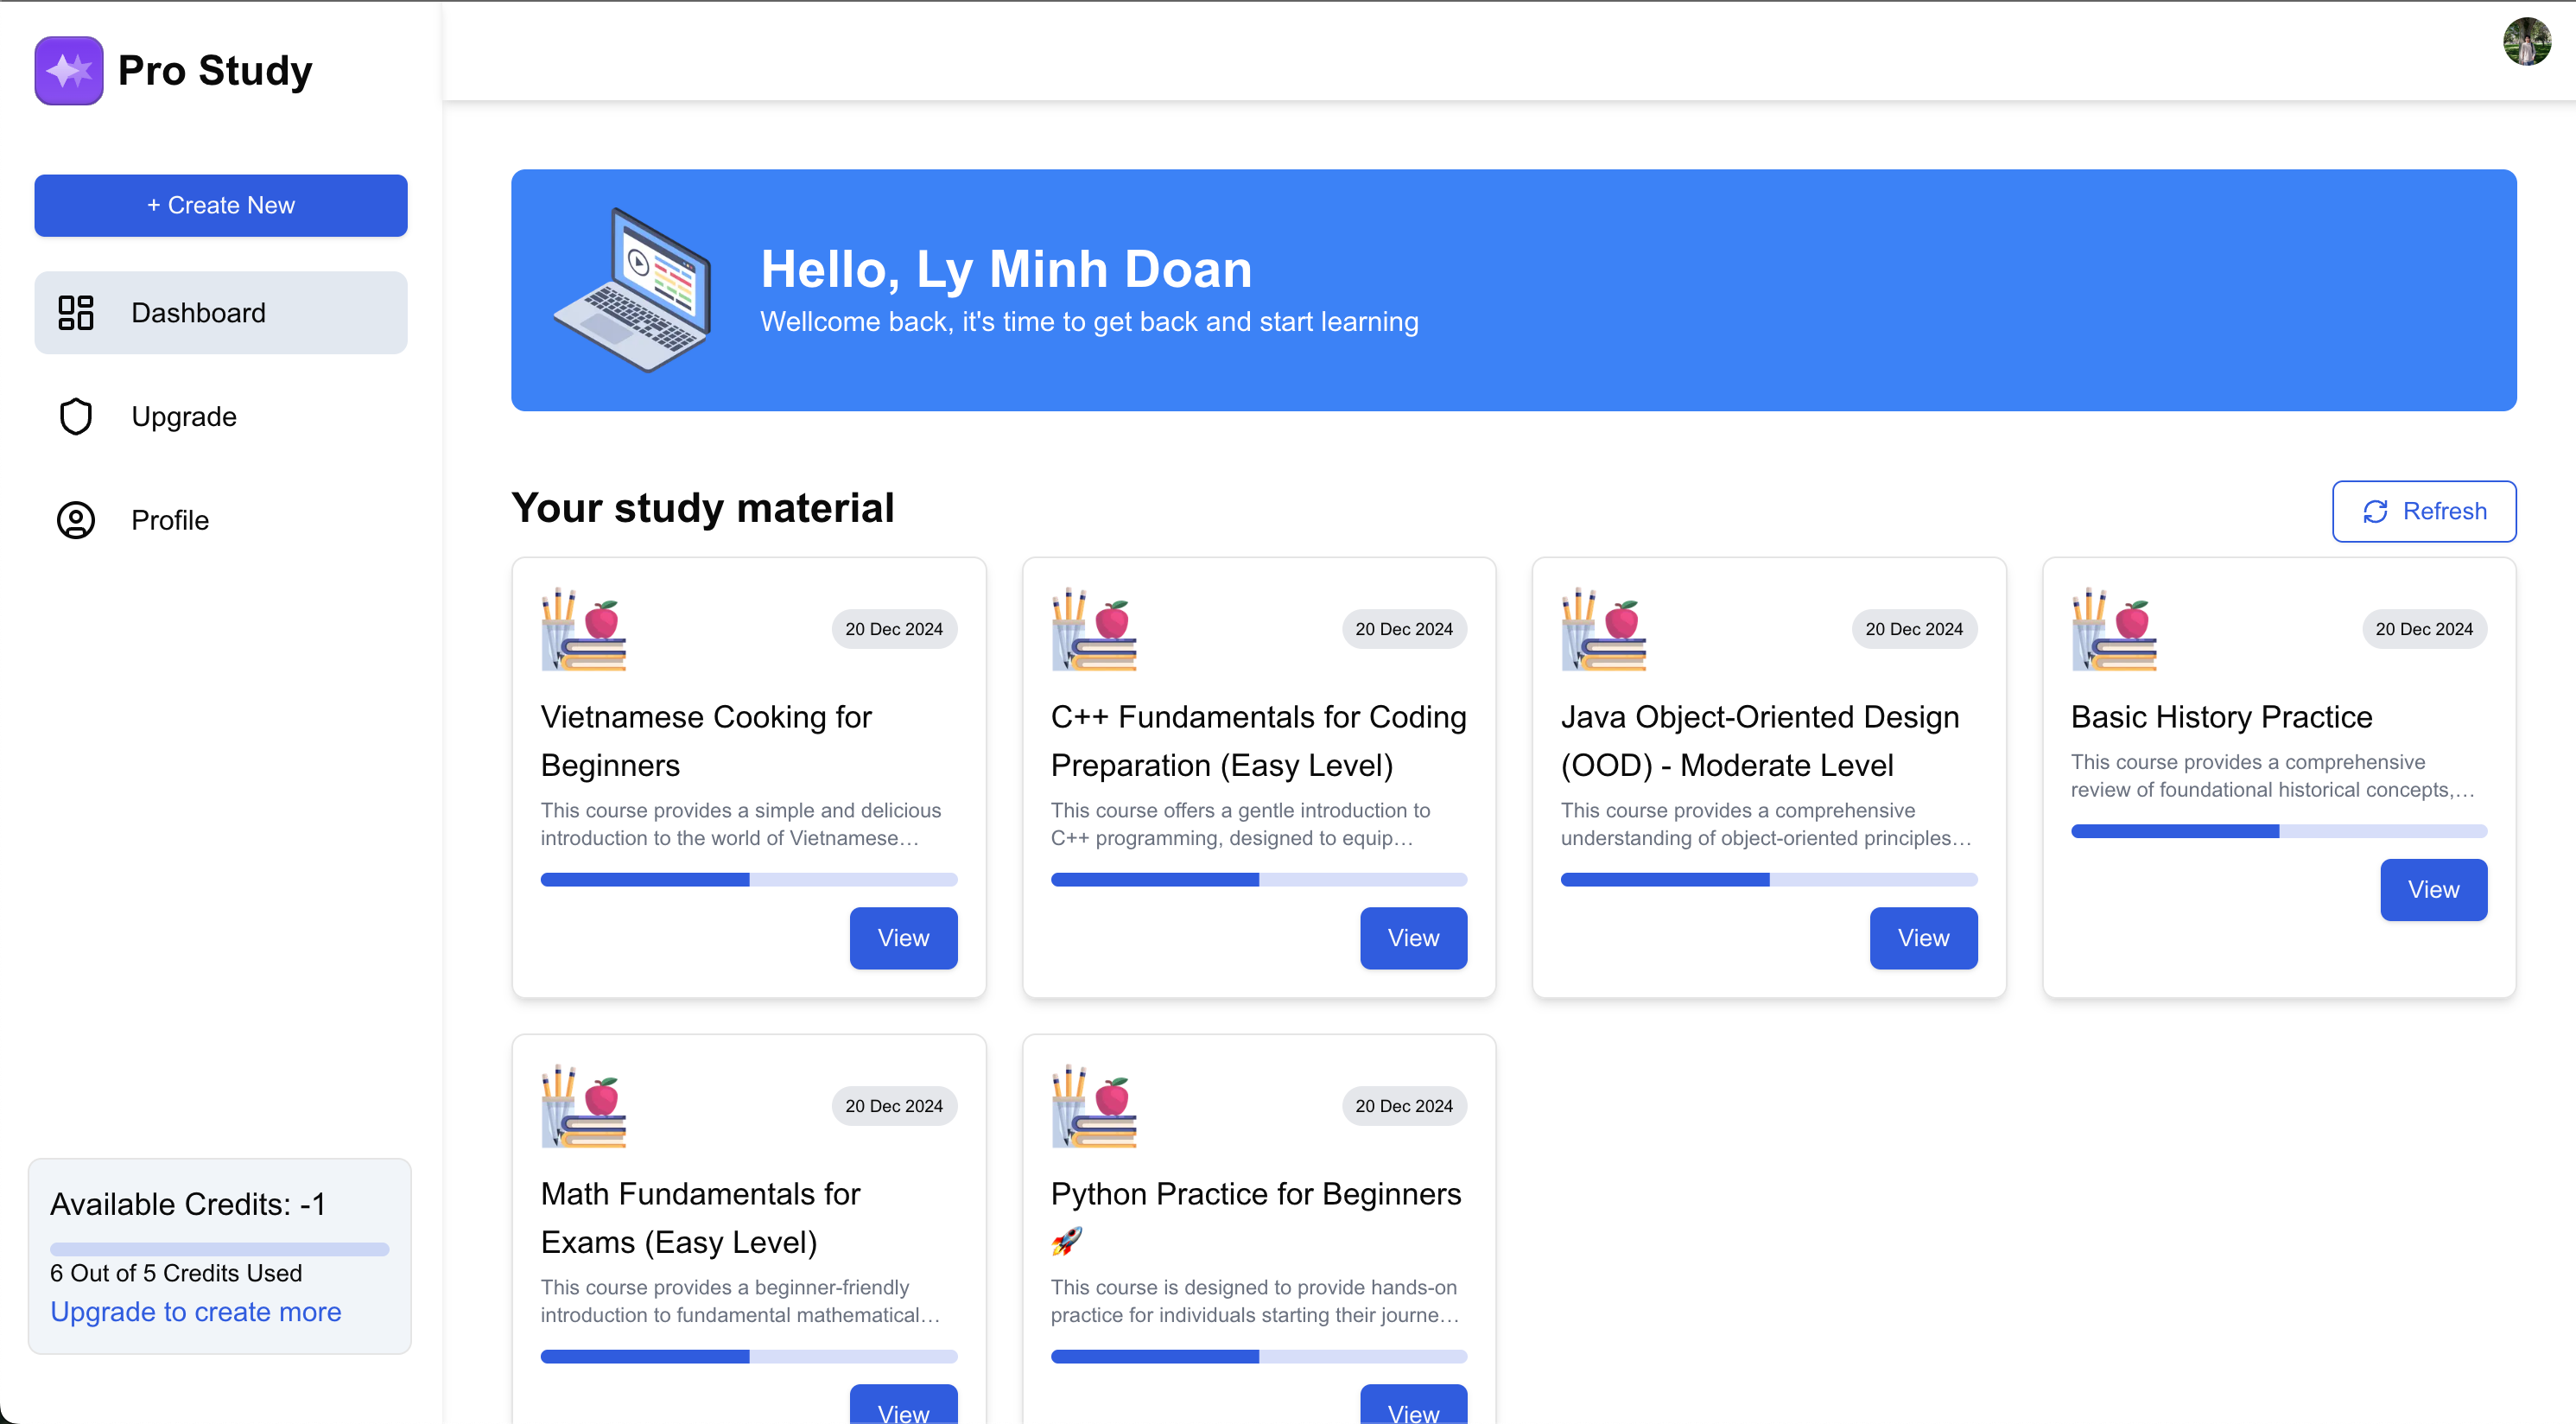 Pro Study
+ Create New
Dashboard
Upgrade
Profile
Available Credits: -1
6 Out of 5 Credits Used
Upgrade to create more
Hello, Ly Minh Doan
Wellcome back, it's time to get back and start learning
Your study material
Refresh
20 Dec 2024
Vietnamese Cooking for
Beginners
This course provides a simple and delicious
introduction to the world of Vietnamese…
View
20 Dec 2024
C++ Fundamentals for Coding
Preparation (Easy Level)
This course offers a gentle introduction to
C++ programming, designed to equip…
View
20 Dec 2024
Java Object-Oriented Design
(OOD) - Moderate Level
This course provides a comprehensive
understanding of object-oriented principles…
View
20 Dec 2024
Basic History Practice
This course provides a comprehensive
review of foundational historical concepts,…
View
20 Dec 2024
Math Fundamentals for
Exams (Easy Level)
This course provides a beginner-friendly
introduction to fundamental mathematical…
View
20 Dec 2024
Python Practice for Beginners
🚀
This course is designed to provide hands-on
practice for individuals starting their journe…
View